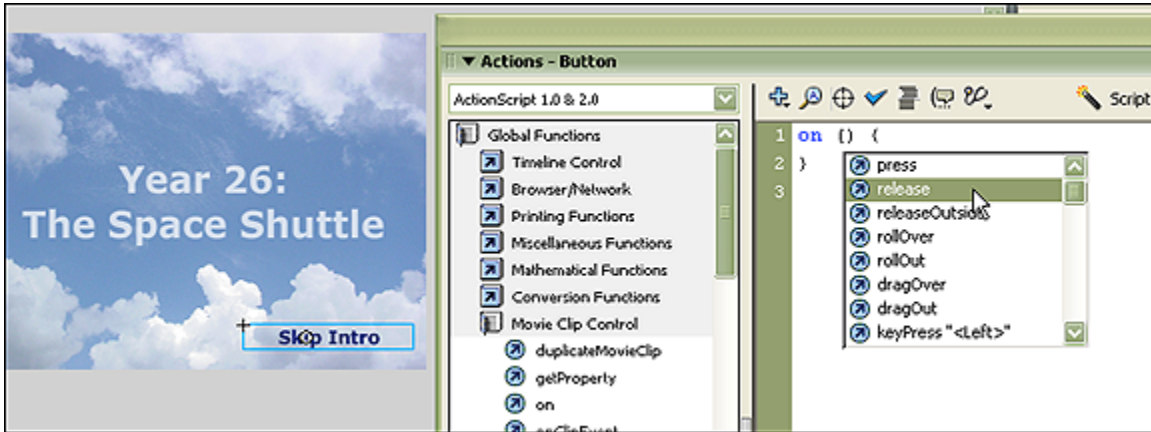 Year 26:
The Space Shuttle
Skip Intro
Actions - Button
ActionScript 1.0 & 2.0
Global Functions
Timeline Control
Browser/Network
Printing Functions
Miscellaneous Functions
Mathematical Functions
Conversion Functions
Movie Clip Control
duplicateMovieClip
getProperty
on
onClipEvent
Script
1 on () {
2 }
3
press
release
releaseOutside
rollOver
rollOut
dragOver
dragOut
keyPress "<Left>"